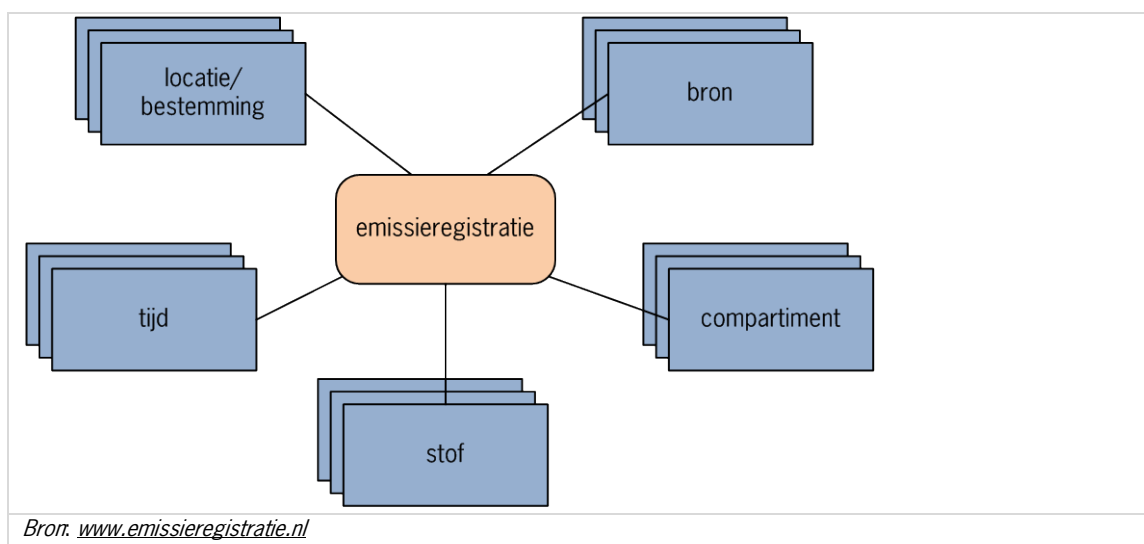 locatie/
bestemming
bron
emissieregistratie
tijd
compartiment
stof
Bron: www.emissieregistratie.nl